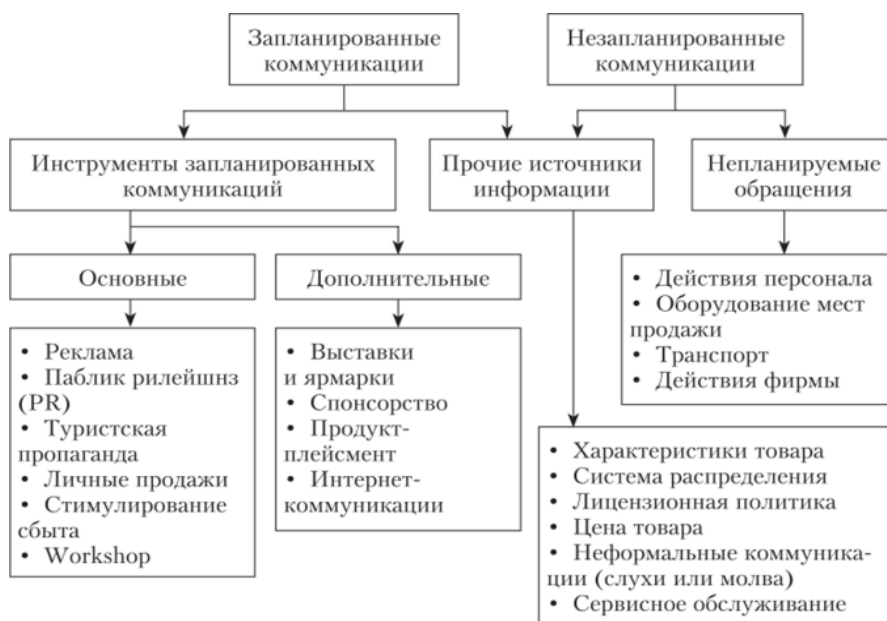 Запланированные
коммуникации
Незапланированные
коммуникации
Инструменты запланированных
коммуникаций
Прочие источники
информации
Непланируемые
обращения
Основные
Дополнительные
• Действия персонала
• Оборудование мест
продажи
• Транспорт
• Действия фирмы
• Реклама
• Паблик рилейшнз
(PR)
• Туристская
пропаганда
• Личные продажи
• Стимулирование
сбыта
• Workshop
• Выставки
и ярмарки
• Спонсорство
• Продукт-
плейсмент
• Интернет-
коммуникации
• Характеристики товара
• Система распределения
• Лицензионная политика
• Цена товара
• Неформальные коммуника-
ции (слухи или молва)
• Сервисное обслуживание